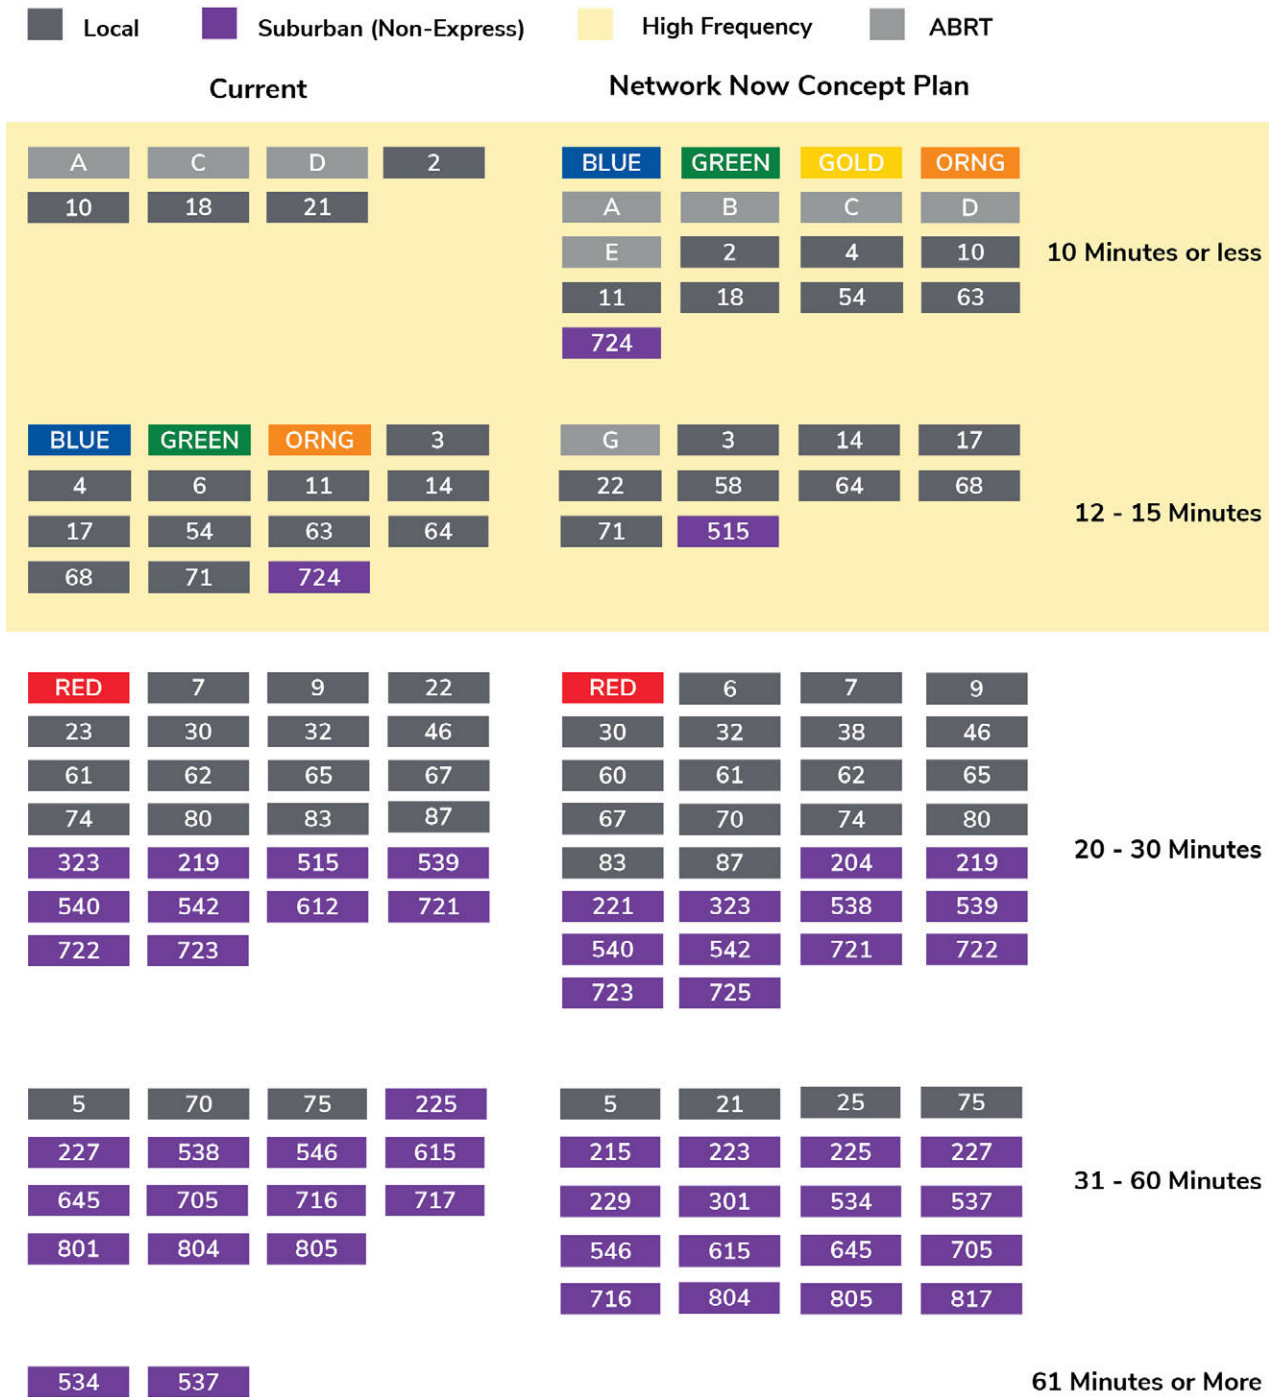 Local Suburban (Non-Express) High Frequency ABRT
Current Network Now Concept Plan
A C D 2
10 18 21
BLUE GREEN GOLD ORNG
A B C D
E 2 4 10
11 18 54 63
724
10 Minutes or less
BLUE GREEN ORNG 3
4 6 11 14
17 54 63 64
68 71 724
G 3 14 17
22 58 64 68
71 515
12 - 15 Minutes
RED 7 9 22
23 30 32 46
61 62 65 67
74 80 83 87
323 219 515 539
540 542 612 721
722 723
RED 6 7 9
30 32 38 46
60 61 62 65
67 70 74 80
83 87 204 219
221 323 538 539
540 542 721 722
723 725
20 - 30 Minutes
5 70 75 225
227 538 546 615
645 705 716 717
801 804 805
5 21 25 75
215 223 225 227
229 301 534 537
546 615 645 705
716 804 805 817
31 - 60 Minutes
534 537
61 Minutes or More